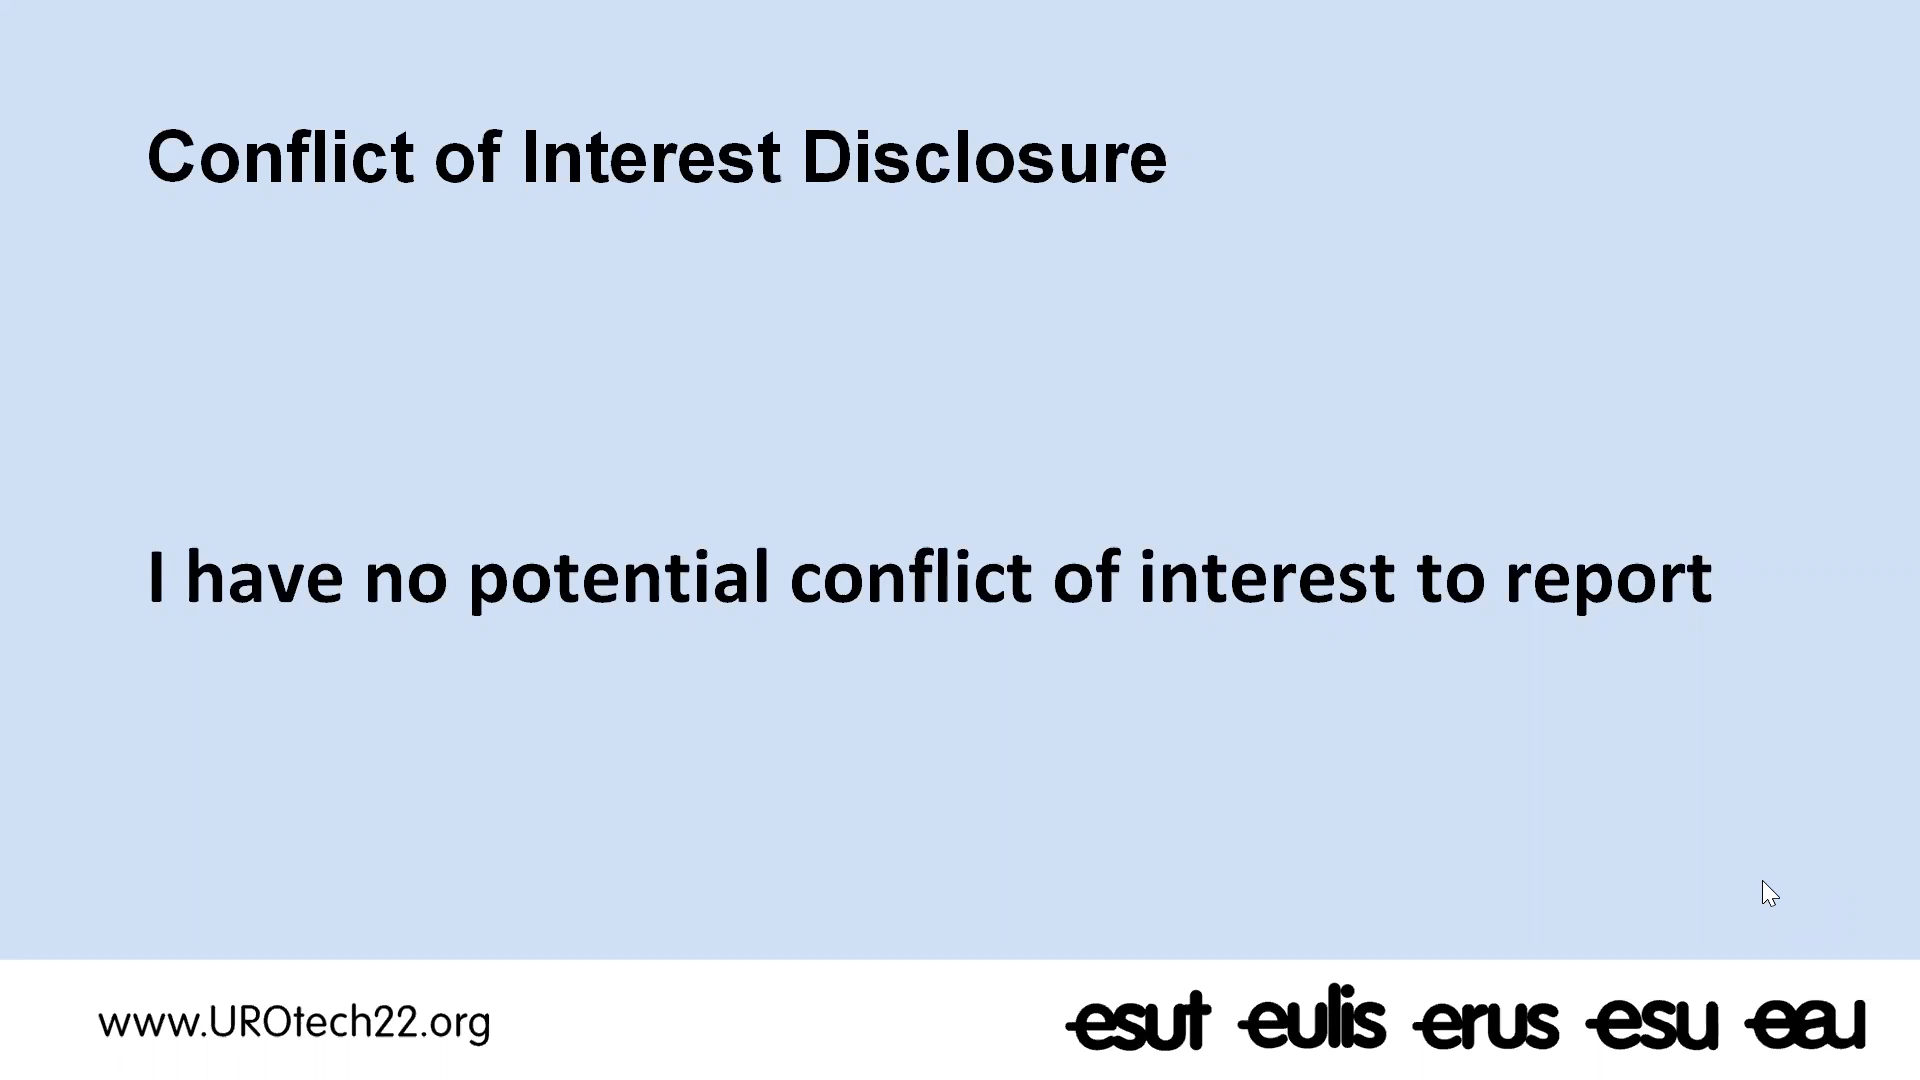 Conflict of Interest Disclosure
I have no potential conflict of interest to report
www.UROtech22.org
esut eulis erus esu eau